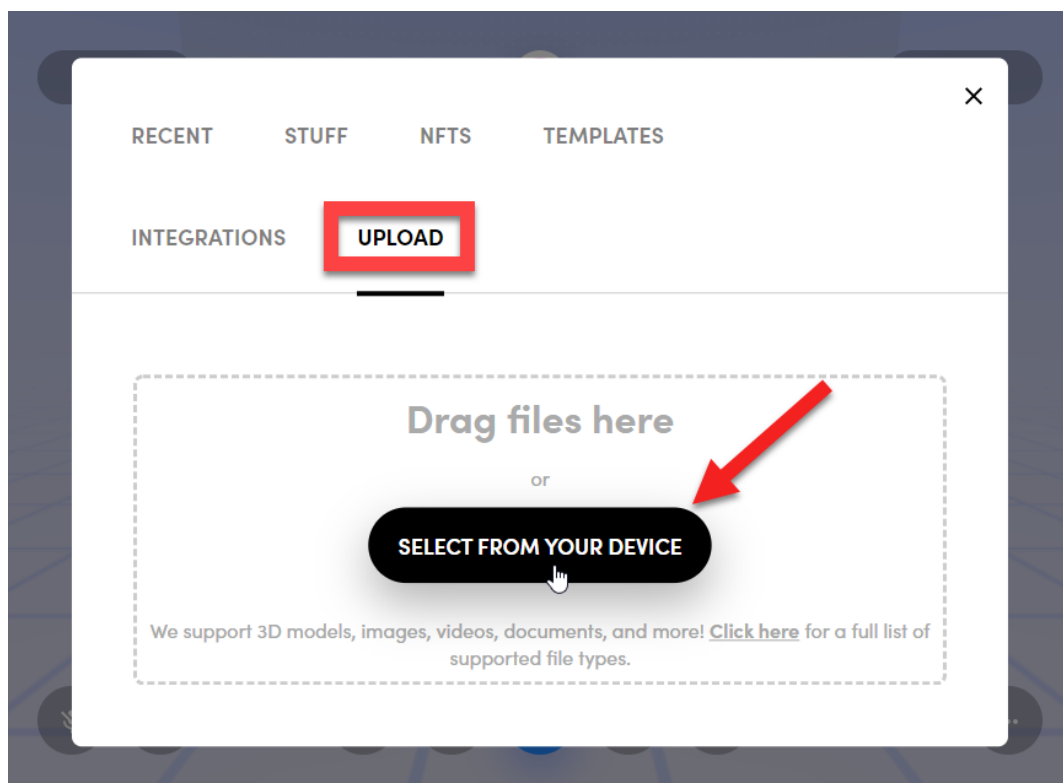 RECENT STUFF NFTS TEMPLATES
INTEGRATIONS UPLOAD
Drag files here
or
SELECT FROM YOUR DEVICE
We support 3D models, images, videos, documents, and more! Click here for a full list of
supported file types.